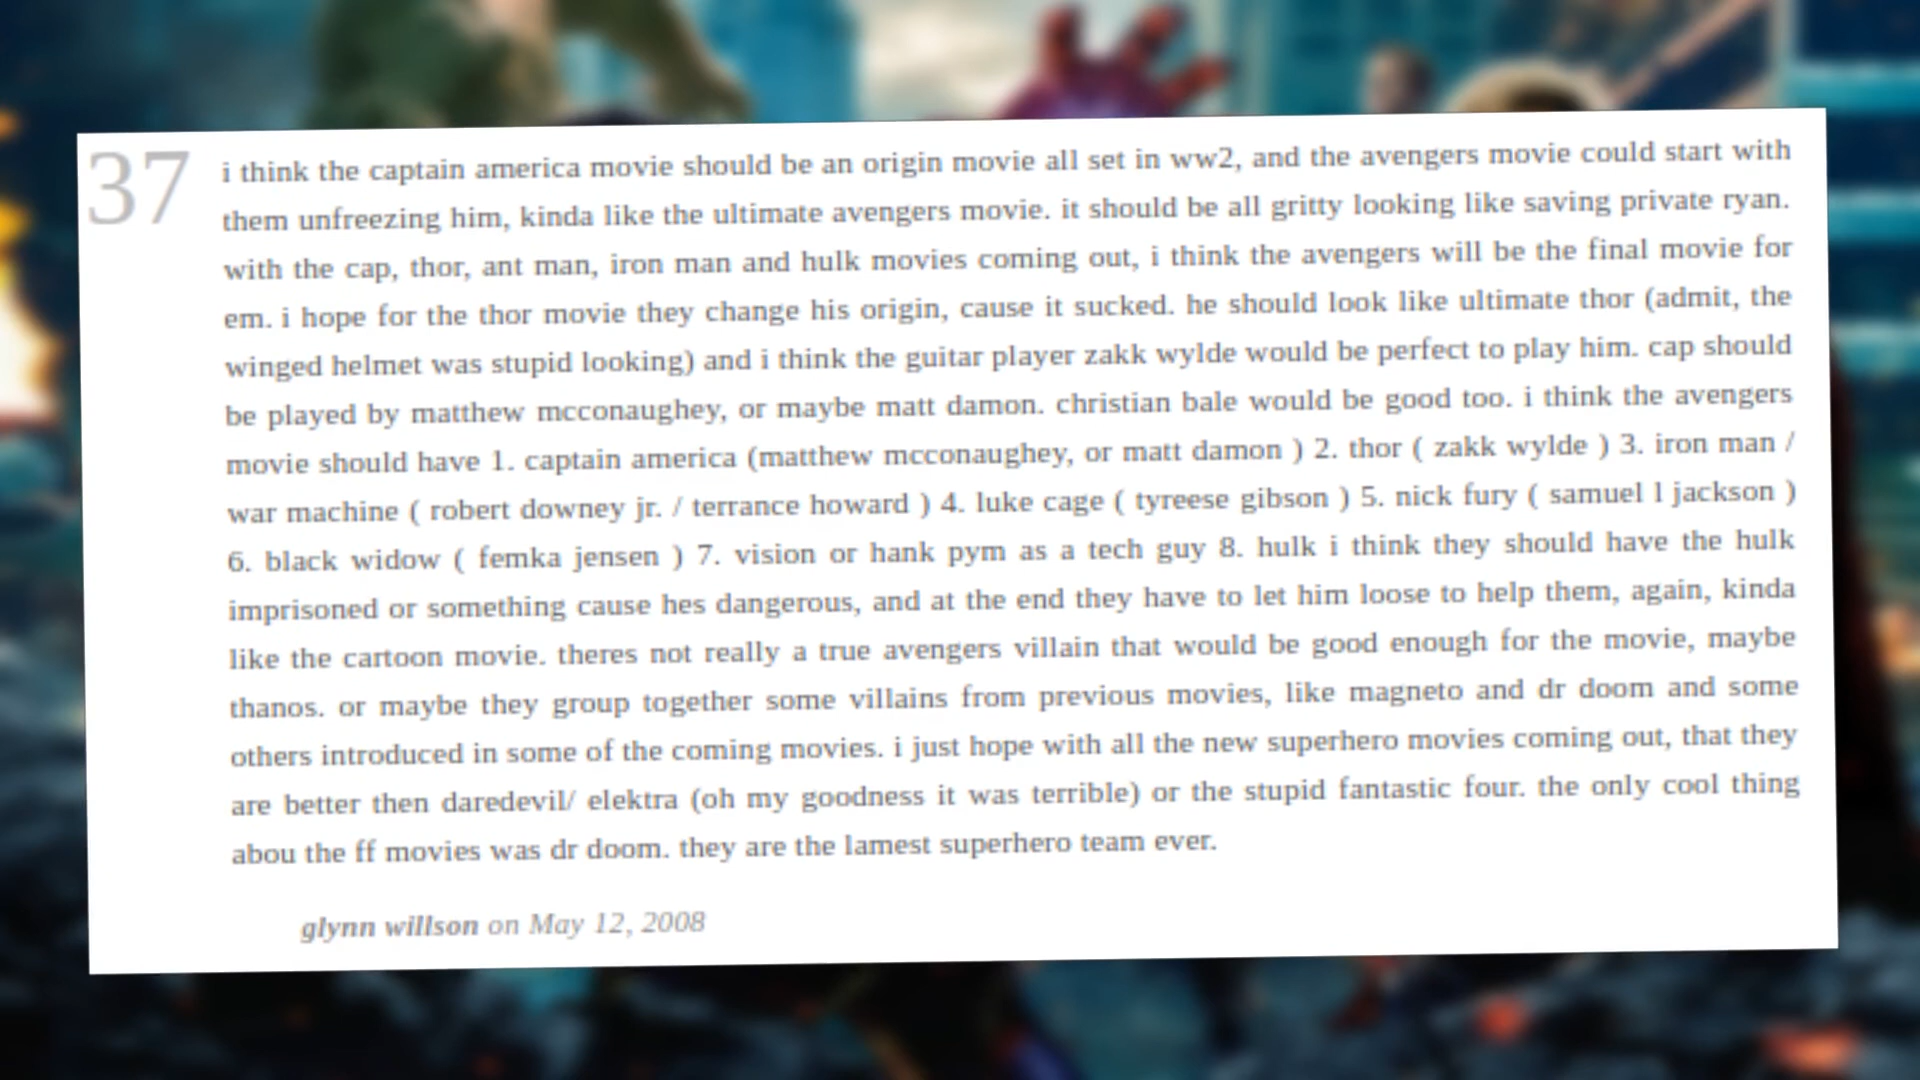 37
i think the captain america movie should be an origin movie all set in ww2, and the avengers movie could start with
them unfreezing him, kinda like the ultimate avengers movie. it should be all gritty looking like saving private ryan.
with the cap, thor, ant man, iron man and hulk movies coming out, i think the avengers will be the final movie for
em. i hope for the thor movie they change his origin, cause it sucked. he should look like ultimate thor (admit, the
winged helmet was stupid looking) and i think the guitar player zakk wylde would be perfect to play him. cap should
be played by matthew mcconaughey, or maybe matt damon. christian bale would be good too. i think the avengers
movie should have 1. captain america (matthew mcconaughey, or matt damon ) 2. thor ( zakk wylde ) 3. iron man /
war machine ( robert downey jr. / terrance howard ) 4. luke cage ( tyreese gibson ) 5. nick fury ( samuel l jackson )
6. black widow ( femka jensen ) 7. vision or hank pym as a tech guy 8. hulk i think they should have the hulk
imprisoned or something cause hes dangerous, and at the end they have to let him loose to help them, again, kinda
like the cartoon movie. theres not really a true avengers villain that would be good enough for the movie, maybe
thanos. or maybe they group together some villains from previous movies, like magneto and dr doom and some
others introduced in some of the coming movies. i just hope with all the new superhero movies coming out, that they
are better then daredevil/ elektra (oh my goodness it was terrible) or the stupid fantastic four. the only cool thing
abou the ff movies was dr doom. they are the lamest superhero team ever.
glynn willson on May 12, 2008